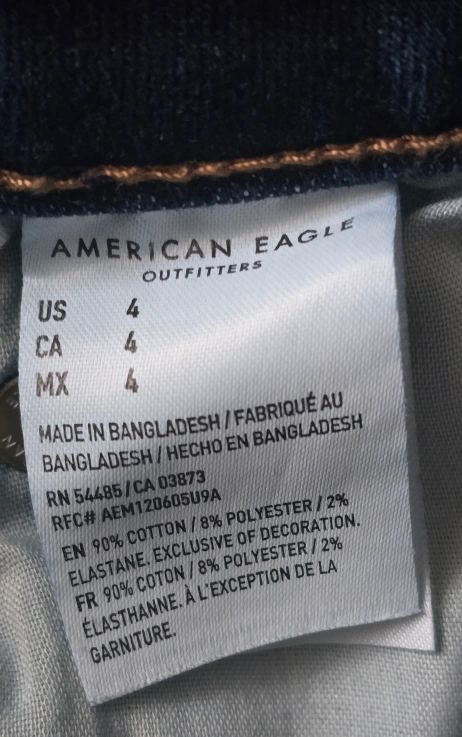 AMERICAN EAGLE
OUTFITTERS
US 4
CA 4
MX 4
MADE IN BANGLADESH / FABRIQUÉ AU
BANGLADESH / HECHO EN BANGLADESH
RN 54485 / CA 03873
RFC# AEM120605U9A
EN 90% COTTON / 8% POLYESTER / 2%
ELASTANE. EXCLUSIVE OF DECORATION.
FR 90% COTON / 8% POLYESTER / 2%
ÉLASTHANNE. À L'EXCEPTION DE LA
GARNITURE.